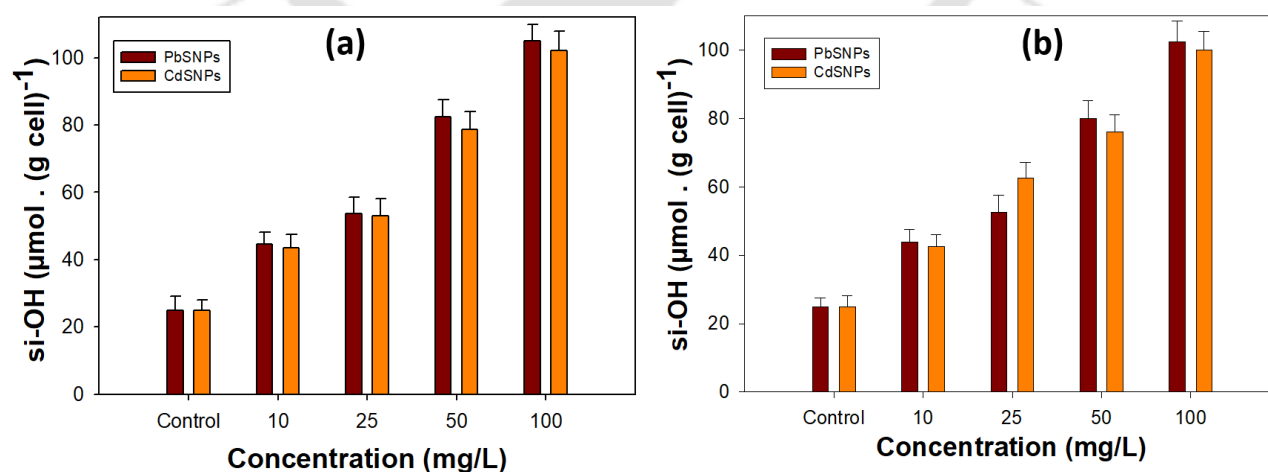 (a)
PbSNPs
CdSNPs
si-OH (µmol . (g cell)⁻¹
100
80
60
40
20
0
Control 10 25 50 100
Concentration (mg/L)
(b)
PbSNPs
CdSNPs
si-OH (µmol . (g cell)⁻¹
100
80
60
40
20
0
Control 10 25 50 100
Concentration (mg/L)